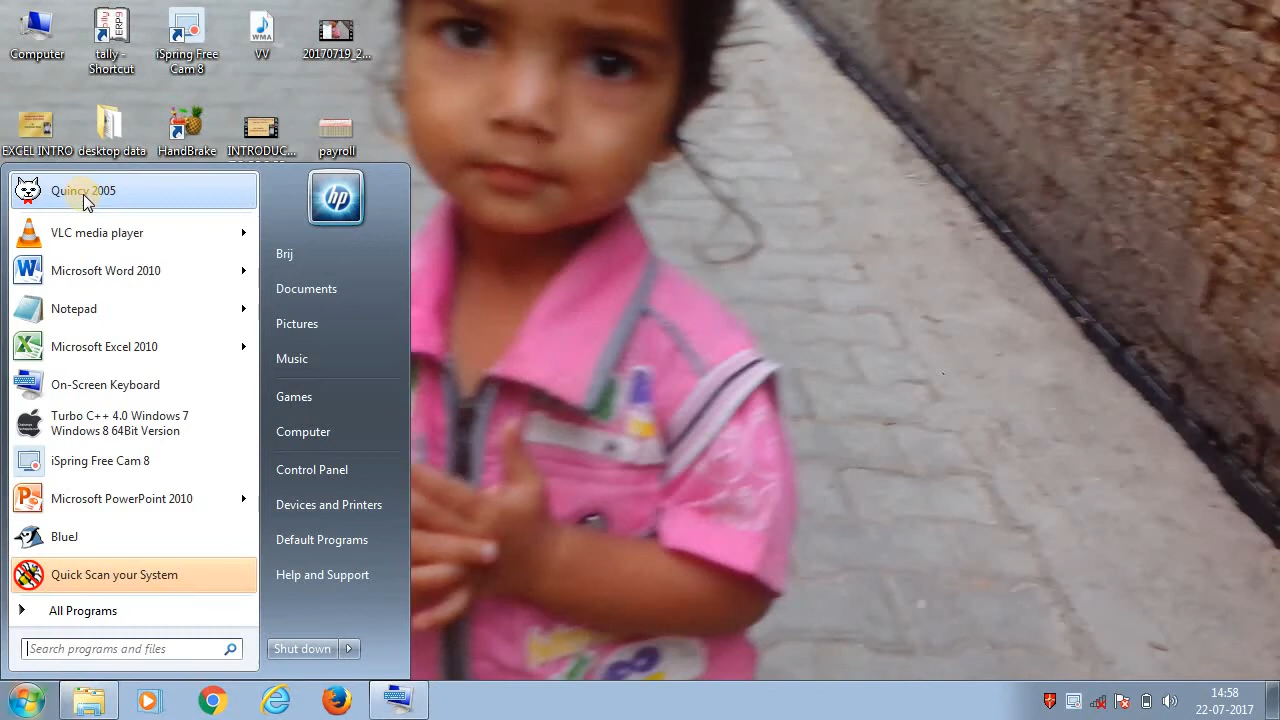 Computer
tally -
Shortcut
iSpring Free
Cam 8
VV
20170719_2...
EXCEL INTRO
desktop data
HandBrake
INTRODUC...
payroll
Quincy 2005
VLC media player
Microsoft Word 2010
Notepad
Microsoft Excel 2010
On-Screen Keyboard
Turbo C++ 4.0 Windows 7
Windows 8 64Bit Version
iSpring Free Cam 8
Microsoft PowerPoint 2010
BlueJ
Quick Scan your System
All Programs
Search programs and files
hp
Brij
Documents
Pictures
Music
Games
Computer
Control Panel
Devices and Printers
Default Programs
Help and Support
Shut down
14:58
22-07-2017